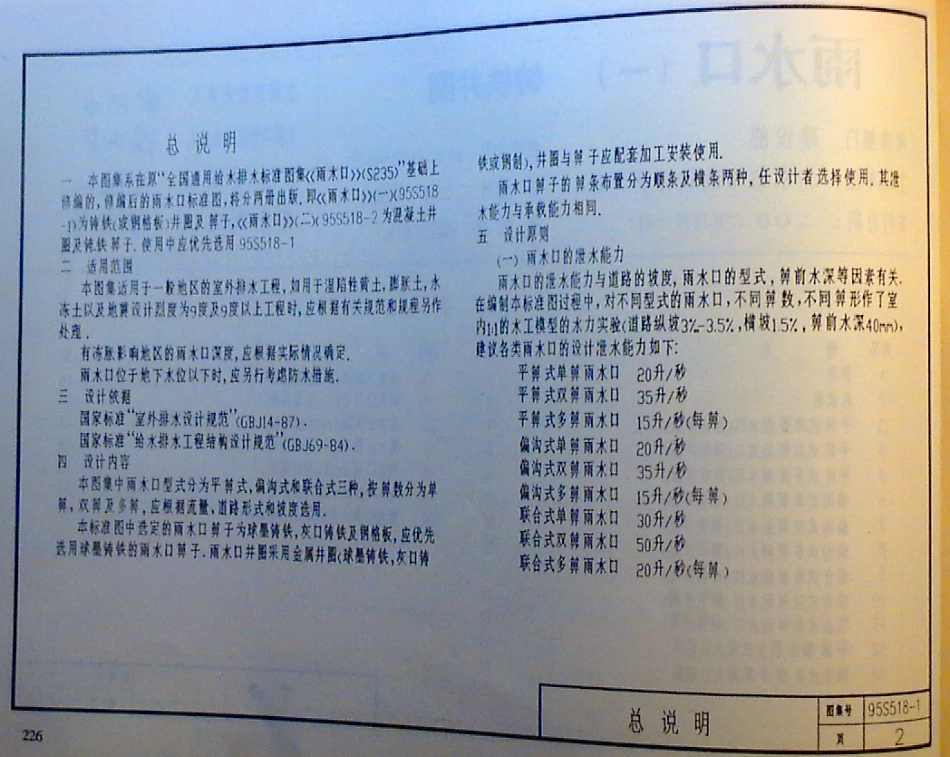 总 说 明
一 本图集系在原“全国通用给水排水标准图集<<雨水口>>(S235)”基础上
修编的, 修编后的雨水口标准图, 将分两册出版. 即<<雨水口>>(一)(95S518
-1)为铸铁(或钢格板)井圈及箅子, <<雨水口>>(二)(95S518-2为混凝土井
圈及铸铁箅子. 使用中应优先选用95S518-1
二 适用范围
本图集适用于一般地区的室外排水工程, 如用于湿陷性黄土, 膨胀土, 永
冻土以及地震设计烈度为9度及9度以上工程时, 应根据有关规范和规程另作
处理.
有冻胀影响地区的雨水口深度, 应根据实际情况确定.
雨水口位于地下水位以下时, 应另行考虑防水措施.
三 设计依据
国家标准“室外排水设计规范”(GBJ14-87).
国家标准“给水排水工程结构设计规范”(GBJ69-84).
四 设计内容
本图集中雨水口型式分为平箅式, 偏沟式和联合式三种, 按箅数分为单
箅, 双箅及多箅, 应根据流量, 道路形式和坡度选用.
本标准图中选定的雨水口箅子为球墨铸铁, 灰口铸铁及钢格板, 应优先
选用球墨铸铁的雨水口箅子. 雨水口井圈采用金属井圈(球墨铸铁, 灰口铸
铁或钢制), 井圈与箅子应配套加工安装使用.
雨水口箅子的箅条布置分为顺条及横条两种, 任设计者选择使用. 其泄
水能力与承载能力相同.
五 设计原则
(一) 雨水口的泄水能力
雨水口的泄水能力与道路的坡度, 雨水口的型式, 箅前水深等因素有关.
在编制本标准图过程中, 对不同型式的雨水口, 不同箅数, 不同箅形作了室
内1:1的水工模型的水力实验(道路纵坡3%-3.5%, 横坡1.5%, 箅前水深40mm),
建议各类雨水口的设计泄水能力如下:
平箅式单箅雨水口 20升/秒
平箅式双箅雨水口 35升/秒
平箅式多箅雨水口 15升/秒(每箅)
偏沟式单箅雨水口 20升/秒
偏沟式双箅雨水口 35升/秒
偏沟式多箅雨水口 15升/秒(每箅)
联合式单箅雨水口 30升/秒
联合式双箅雨水口 50升/秒
联合式多箅雨水口 20升/秒(每箅)
总 说 明
图集号 95S518-1
页 2
226